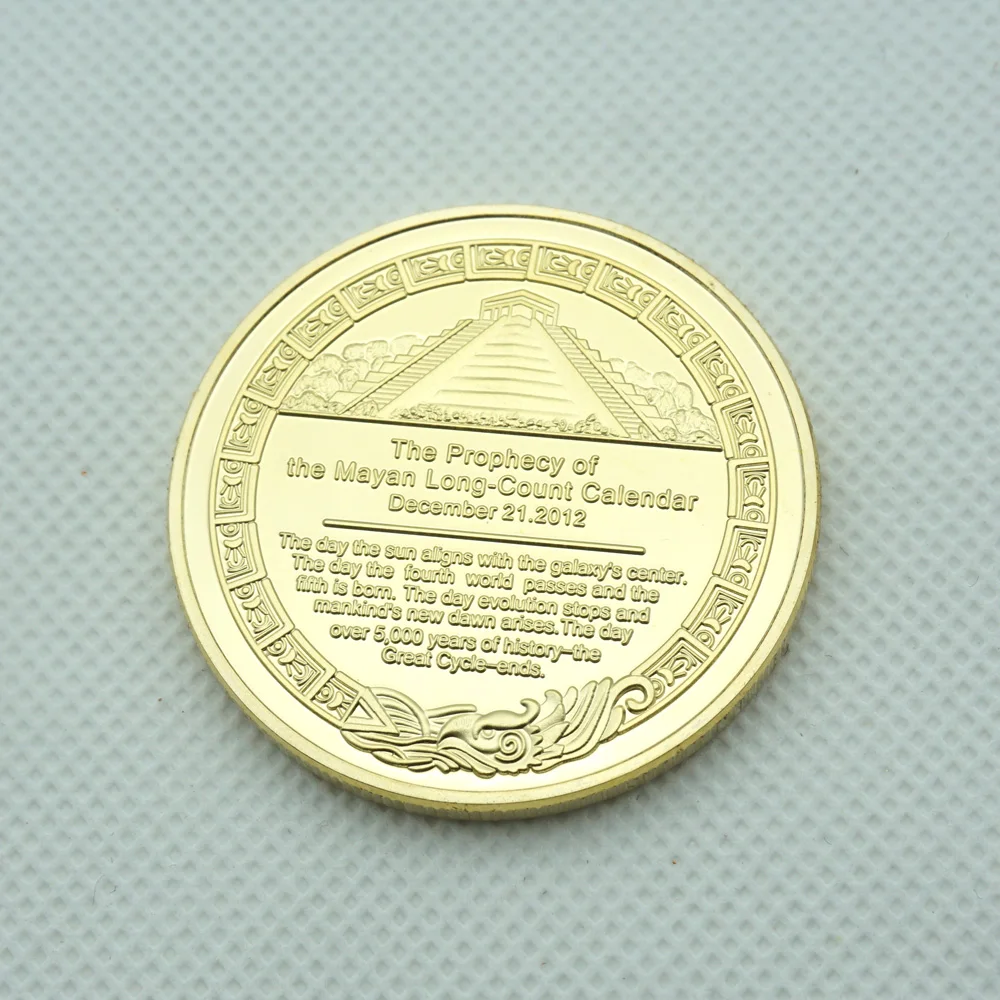 The Prophecy of
the Mayan Long-Count Calendar
December 21.2012
The day the sun aligns with the galaxy's center.
The day the fourth world passes and the
fifth is born. The day evolution stops and
mankind's new dawn arises. The day
over 5,000 years of history–the
Great Cycle–ends.